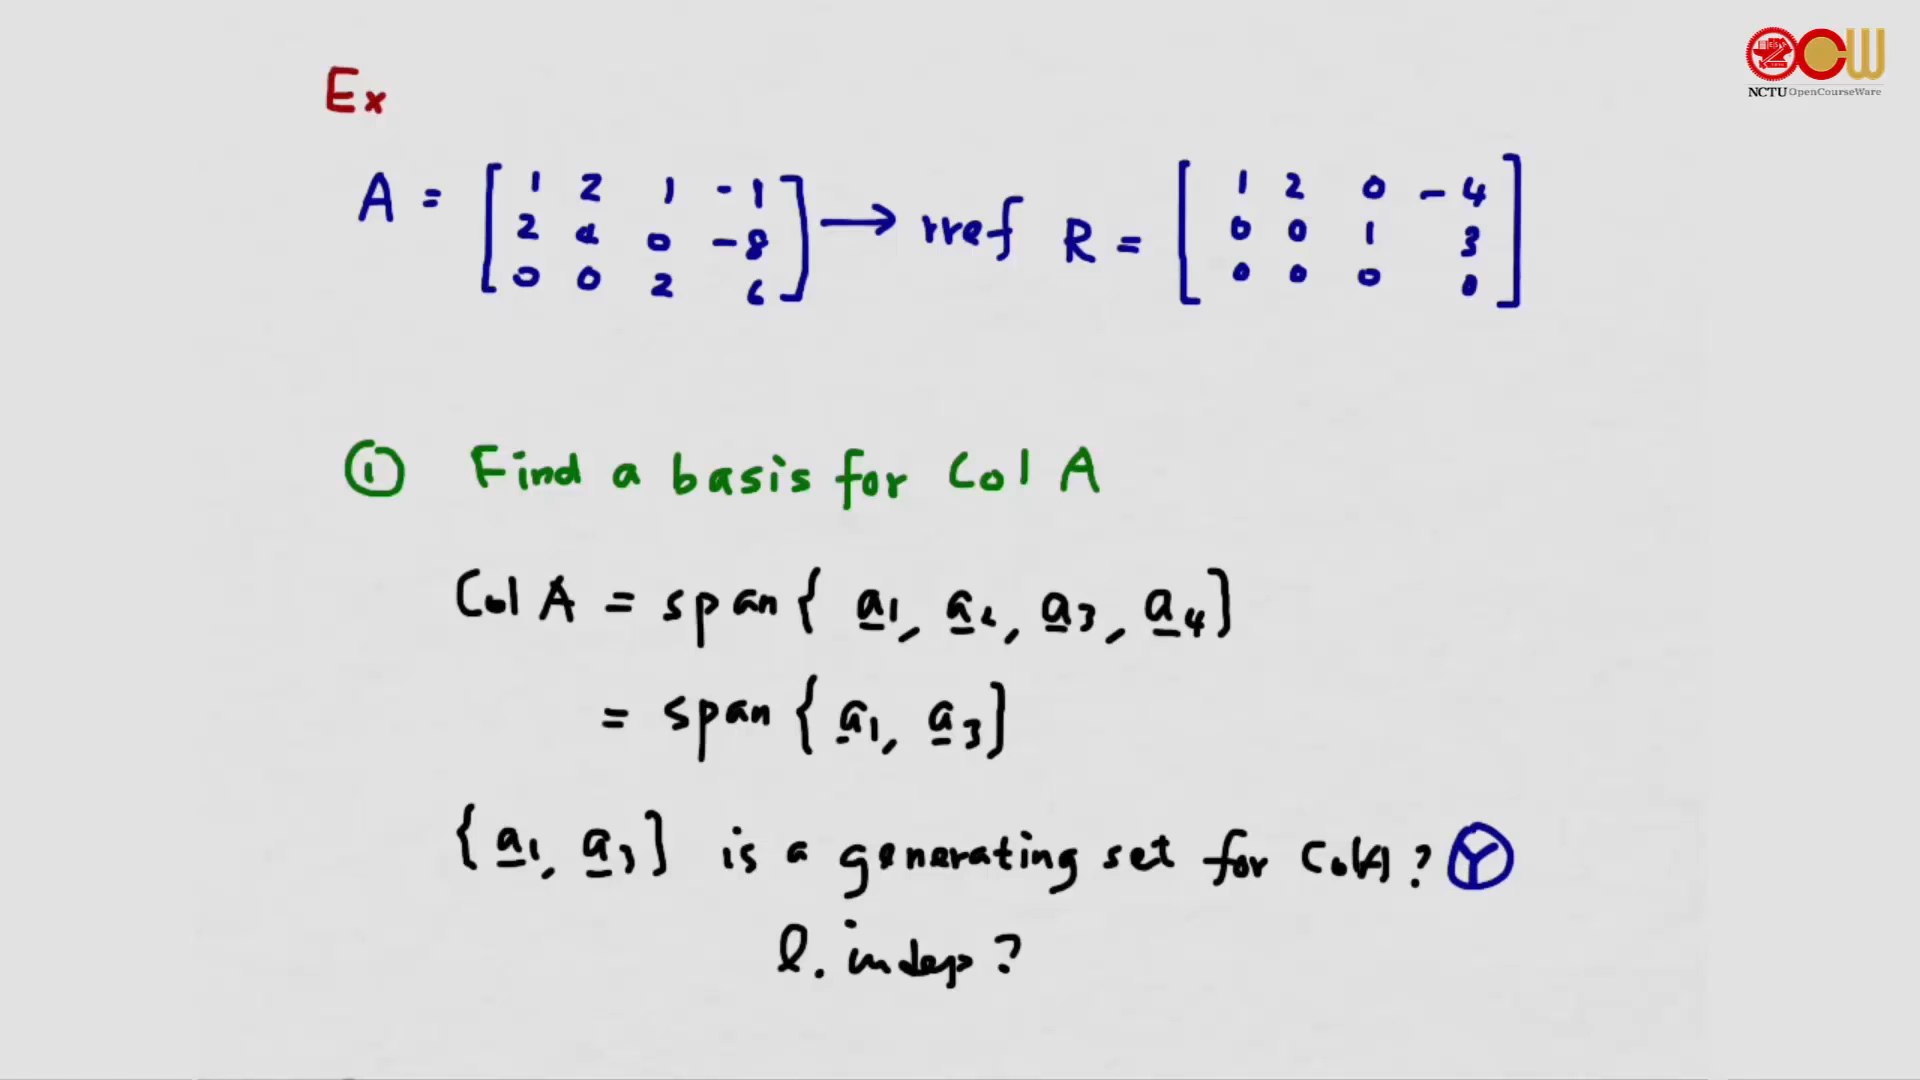 NCTU OpenCourseWare
Ex
A = [ 1 2 1 -1 → rref R = [ 1 2 0 -4
2 4 0 -8 0 0 1 3
0 0 2 6 ] 0 0 0 0 ]
① Find a basis for Col A
Col A = span { a1, a2, a3, a4 }
= span { a1, a3 }
{ a1, a3 } is a generating set for Col(A)? Ⓨ
l. indep?